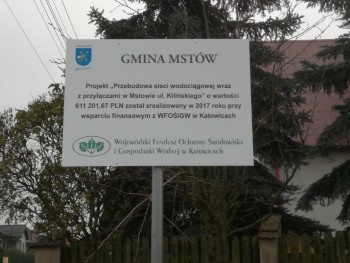 GMINA MSTÓW
Projekt „Przebudowa sieci wodociągowej wraz
z przyłączami w Mstowie ul. Kilińskiego" o wartości
611 201,67 PLN został zrealizowany w 2017 roku przy
wsparciu finansowym z WFOŚIGW w Katowicach
Wojewódzki Fundusz Ochrony Środowiska
i Gospodarki Wodnej w Katowicach